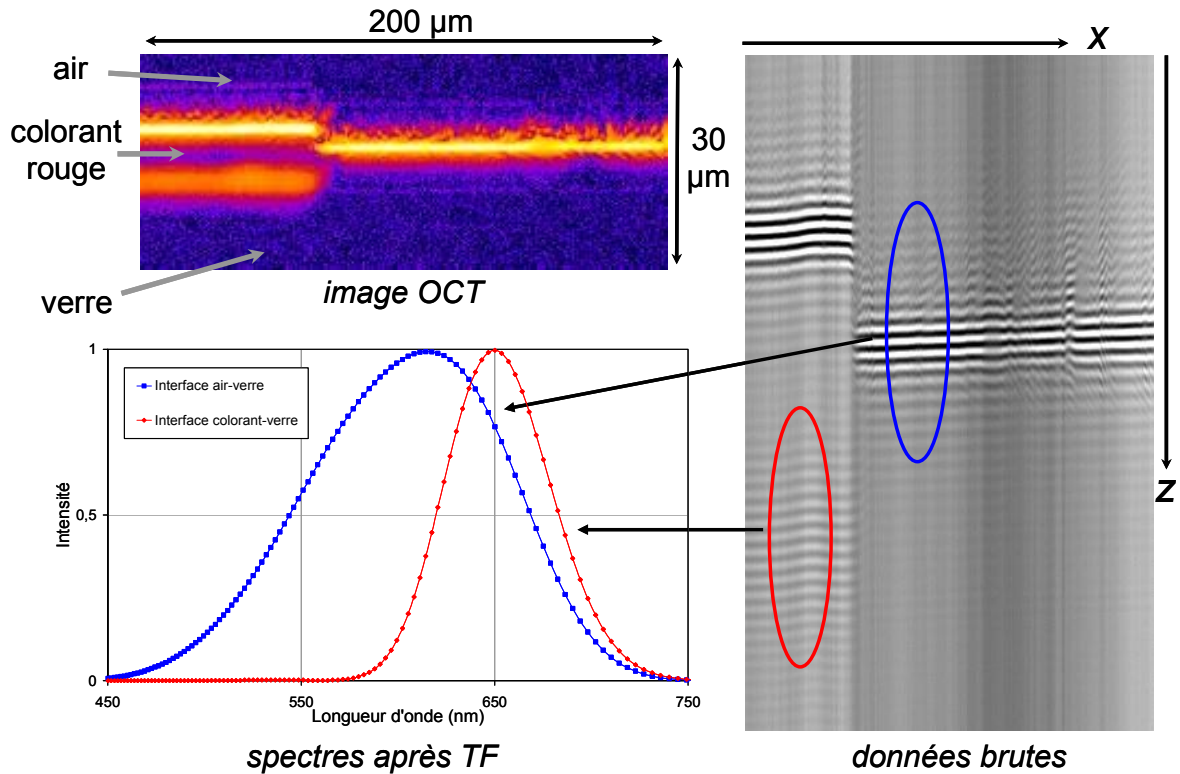 200 µm
air
colorant
rouge
verre
30
µm
image OCT
X
Z
données brutes
1
0,5
0
Intensité
Interface air-verre
Interface colorant-verre
450
550
650
750
Longueur d'onde (nm)
spectres après TF